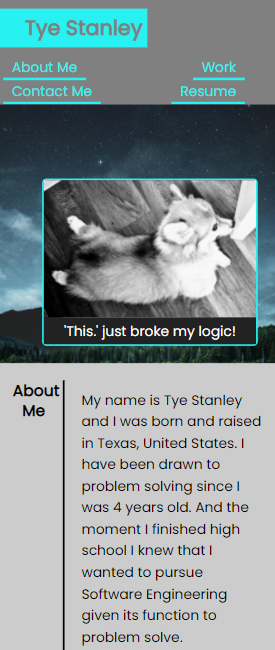 Tye Stanley
About Me
Work
Contact Me
Resume
'This.' just broke my logic!
About
Me
My name is Tye Stanley
and I was born and raised
in Texas, United States. I
have been drawn to
problem solving since I
was 4 years old. And the
moment I finished high
school I knew that I
wanted to pursue
Software Engineering
given its function to
problem solve.